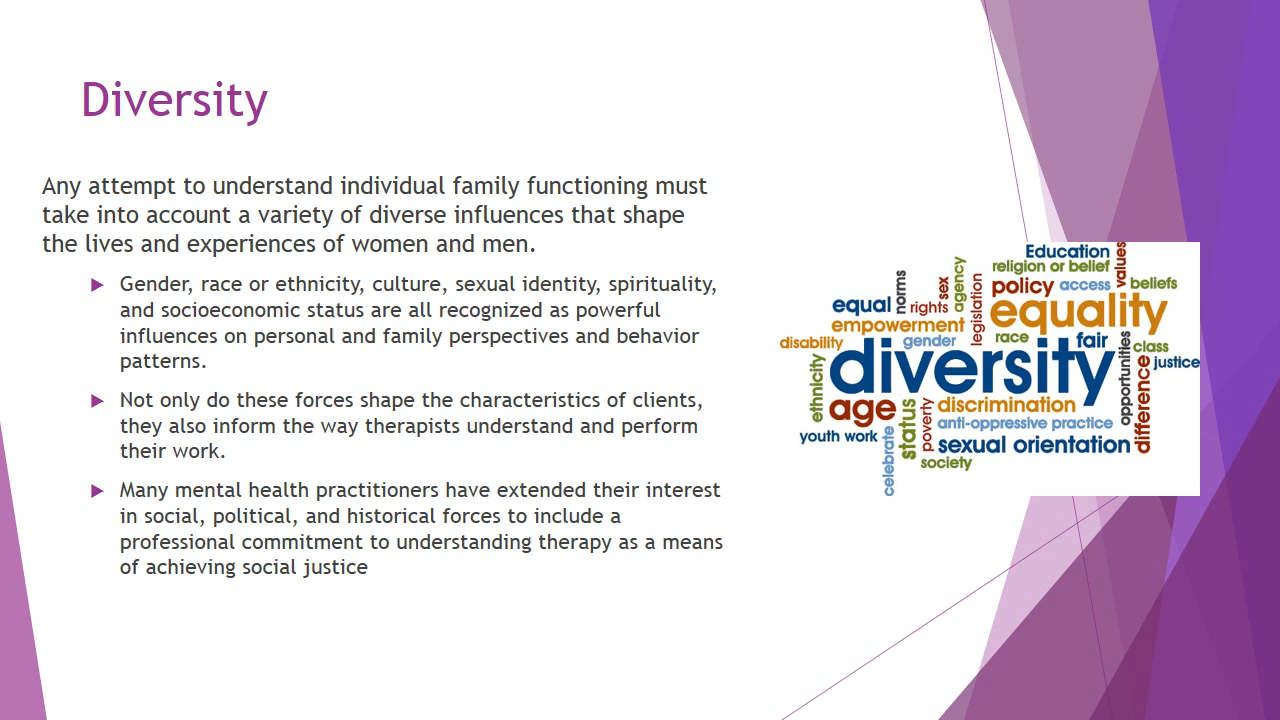 Diversity
Any attempt to understand individual family functioning must
take into account a variety of diverse influences that shape
the lives and experiences of women and men.
Gender, race or ethnicity, culture, sexual identity, spirituality,
and socioeconomic status are all recognized as powerful
influences on personal and family perspectives and behavior
patterns.
Not only do these forces shape the characteristics of clients,
they also inform the way therapists understand and perform
their work.
Many mental health practitioners have extended their interest
in social, political, and historical forces to include a
professional commitment to understanding therapy as a means
of achieving social justice
Education
religion or belief
values
norms
sex
agency
legislation
policy
access
beliefs
equal
rights
equality
empowerment
disability
gender
race
fair
class
opportunities
justice
ethnicity
diversity
difference
age
status
poverty
discrimination
anti-oppressive practice
youth work
celebrate
sexual orientation
society